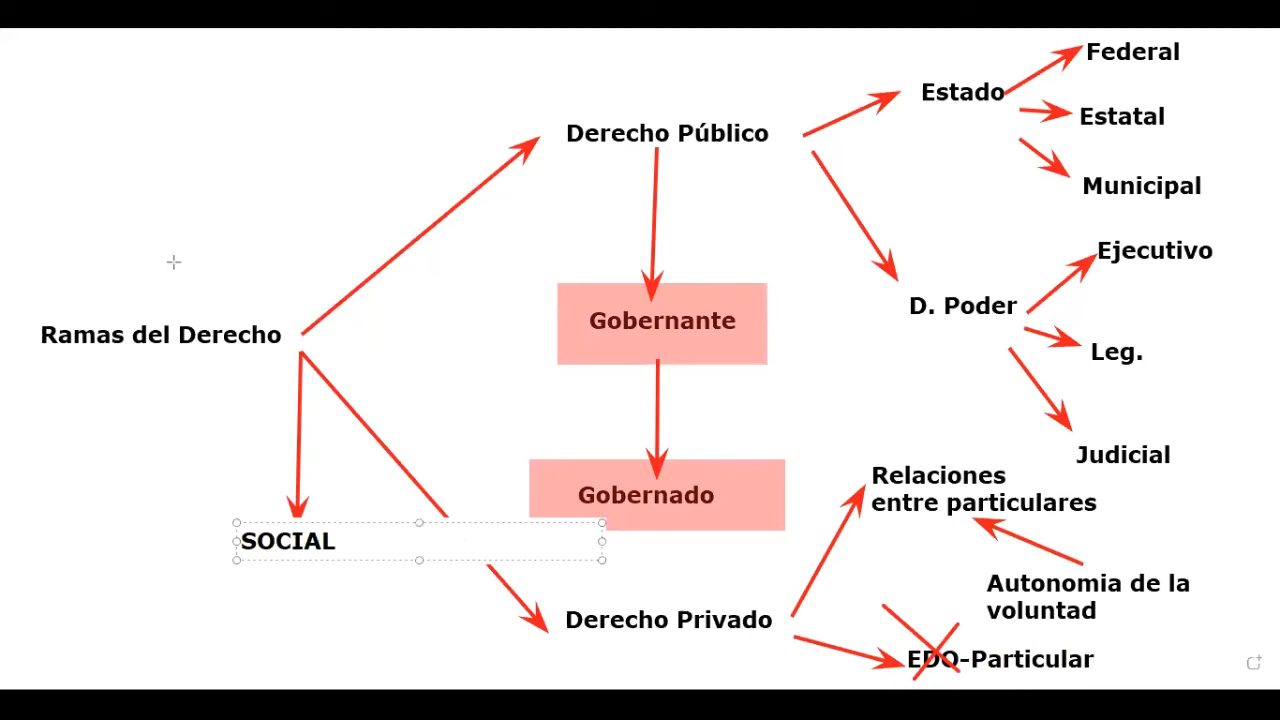 Federal
Estado
Estatal
Derecho Público
Municipal
Ejecutivo
D. Poder
Gobernante
Ramas del Derecho
Leg.
Judicial
Relaciones
entre particulares
Gobernado
SOCIAL
Autonomia de la
voluntad
Derecho Privado
EDO-Particular